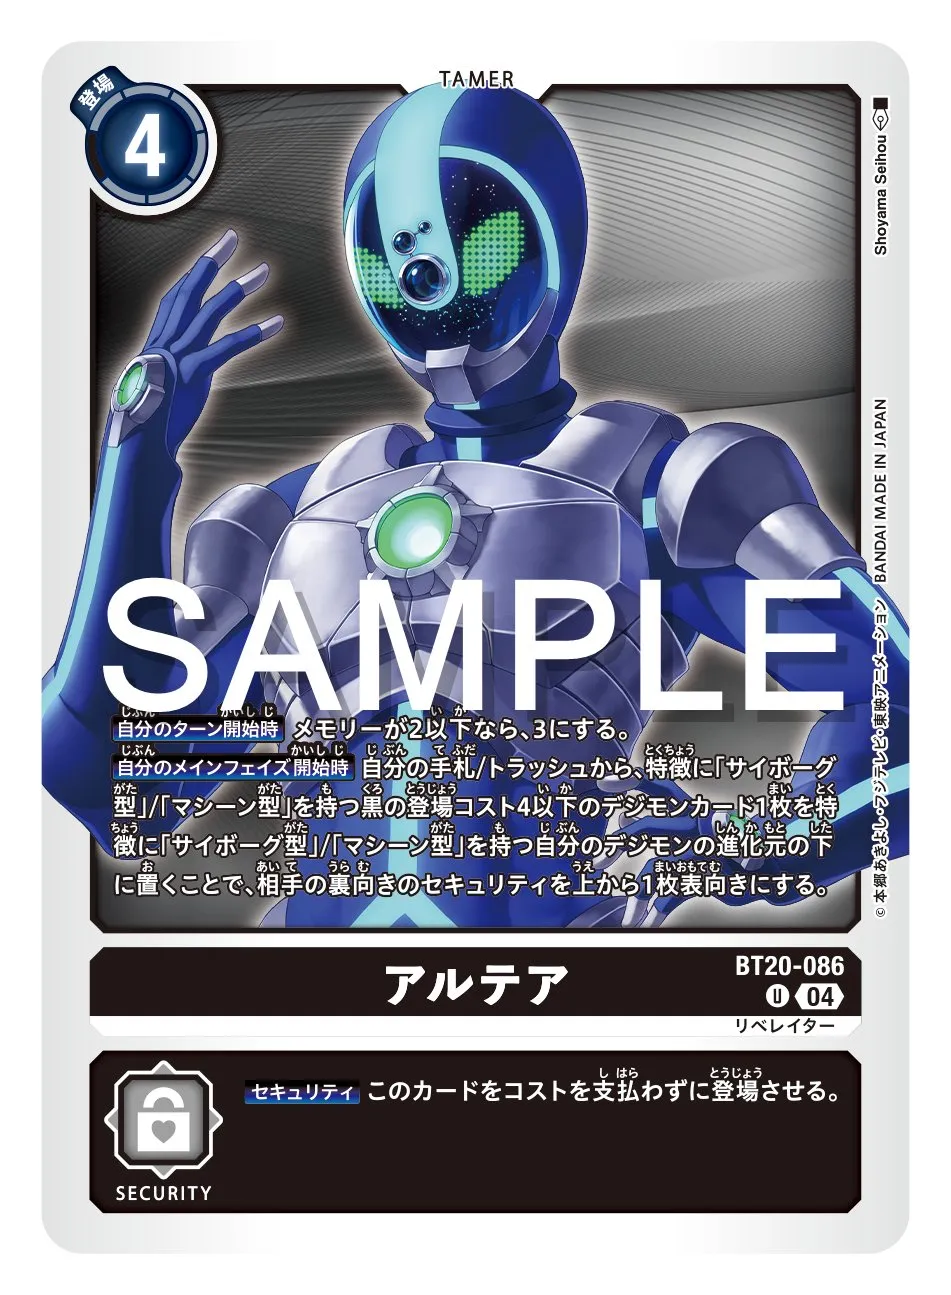 TAMER
登場
4
Shoyama Seihou
BANDAI MADE IN JAPAN
©本郷あきよし・フジテレビ・東映アニメーション
SAMPLE
自分のターン開始時 メモリーが2以下なら、3にする。
自分のメインフェイズ開始時 自分の手札/トラッシュから、特徴に「サイボーグ
型」/「マシーン型」を持つ黒の登場コスト4以下のデジモンカード1枚を特
徴に「サイボーグ型」/「マシーン型」を持つ自分のデジモンの進化元の下
に置くことで、相手の裏向きのセキュリティを上から1枚表向きにする。
アルテア
BT20-086
U 04
リベレイター
セキュリティ このカードをコストを支払わずに登場させる。
SECURITY